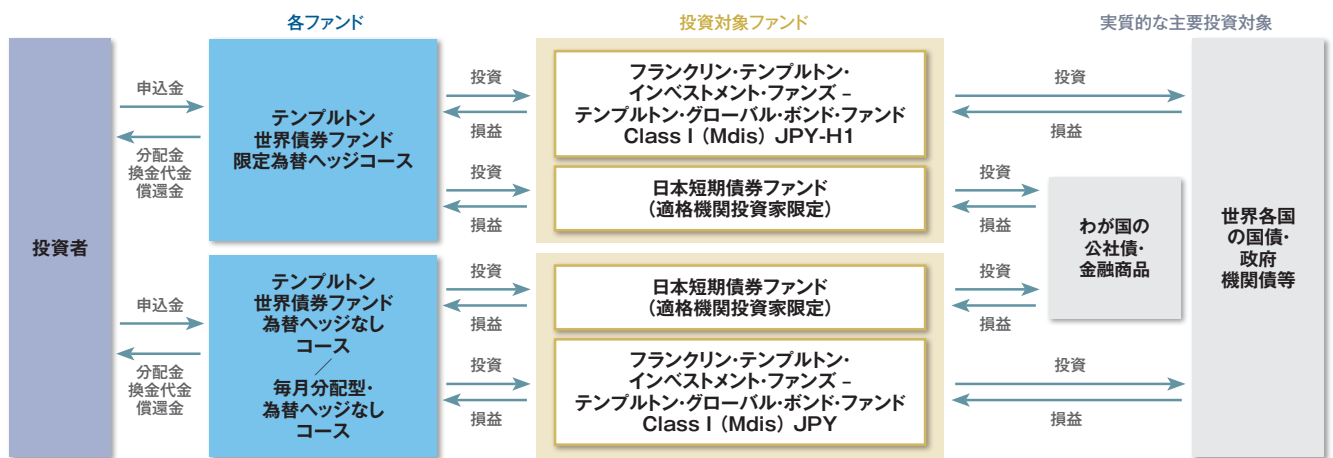 各ファンド
投資対象ファンド
実質的な主要投資対象
投資者
申込金
分配金
換金代金
償還金
テンプルトン
世界債券ファンド
限定為替ヘッジコース
投資
損益
フランクリン・テンプルトン・
インベストメント・ファンズ –
テンプルトン・グローバル・ボンド・ファンド
Class I (Mdis) JPY-H1
投資
損益
投資
損益
日本短期債券ファンド
(適格機関投資家限定)
投資
損益
わが国の
公社債・
金融商品
世界各国
の国債・
政府
機関債等
申込金
分配金
換金代金
償還金
テンプルトン
世界債券ファンド
為替ヘッジなし
コース
／
毎月分配型・
為替ヘッジなし
コース
投資
損益
日本短期債券ファンド
(適格機関投資家限定)
投資
損益
投資
損益
フランクリン・テンプルトン・
インベストメント・ファンズ –
テンプルトン・グローバル・ボンド・ファンド
Class I (Mdis) JPY
投資
損益